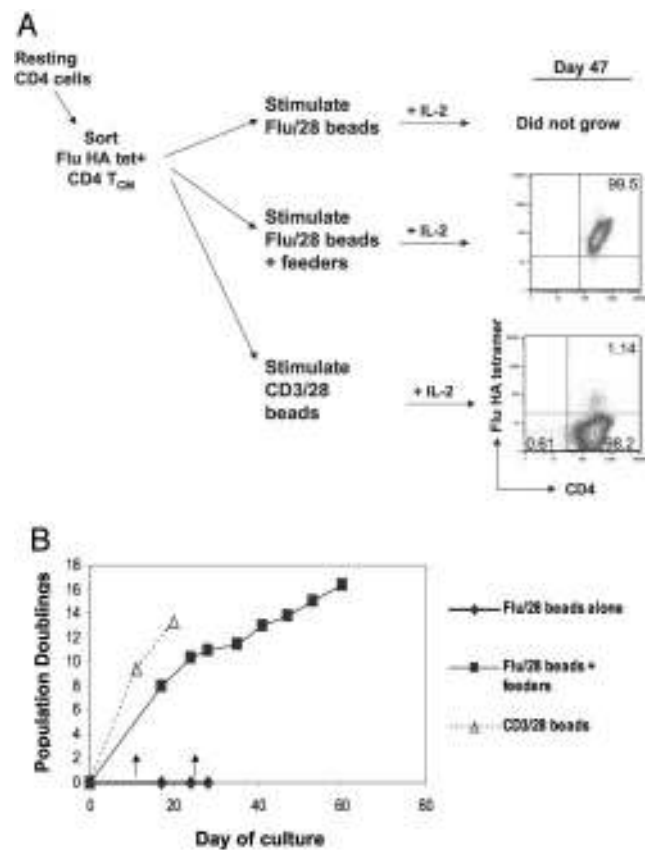 A
Resting
CD4 cells
Sort
Flu HA tet+
CD4 TCM
Stimulate
Flu/28 beads
+ IL-2
Day 47
Did not grow
Stimulate
Flu/28 beads
+ feeders
+ IL-2
99.5
Stimulate
CD3/28
beads
+ IL-2
Flu HA tetramer
1.14
0.61
98.2
CD4
B
Population Doublings
18
16
14
12
10
8
6
4
2
0
0
20
40
60
80
Day of culture
Flu/28 beads alone
Flu/28 beads +
feeders
CD3/28 beads